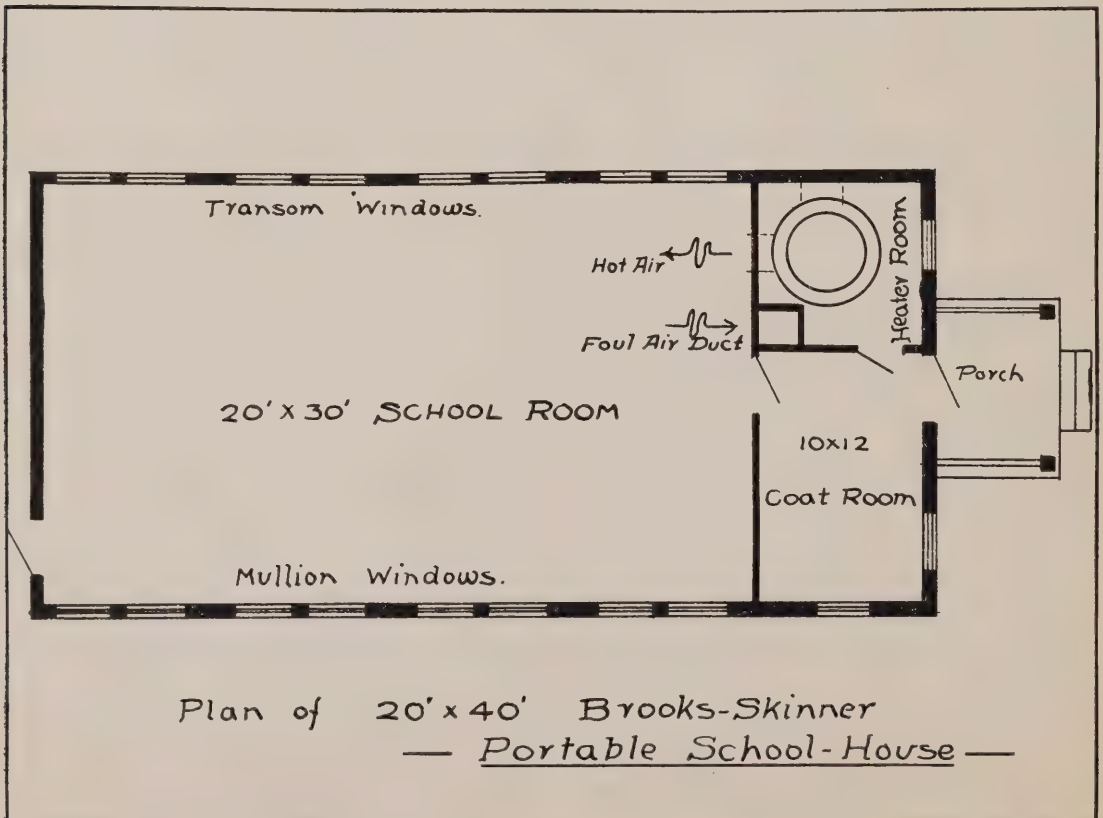 Transom Windows.
Hot Air
Foul Air Duct
Heater Room
Porch
20' X 30' SCHOOL ROOM
10x12
Coat Room
Mullion Windows.
Plan of 20' x 40' Brooks-Skinner
— Portable School-House —